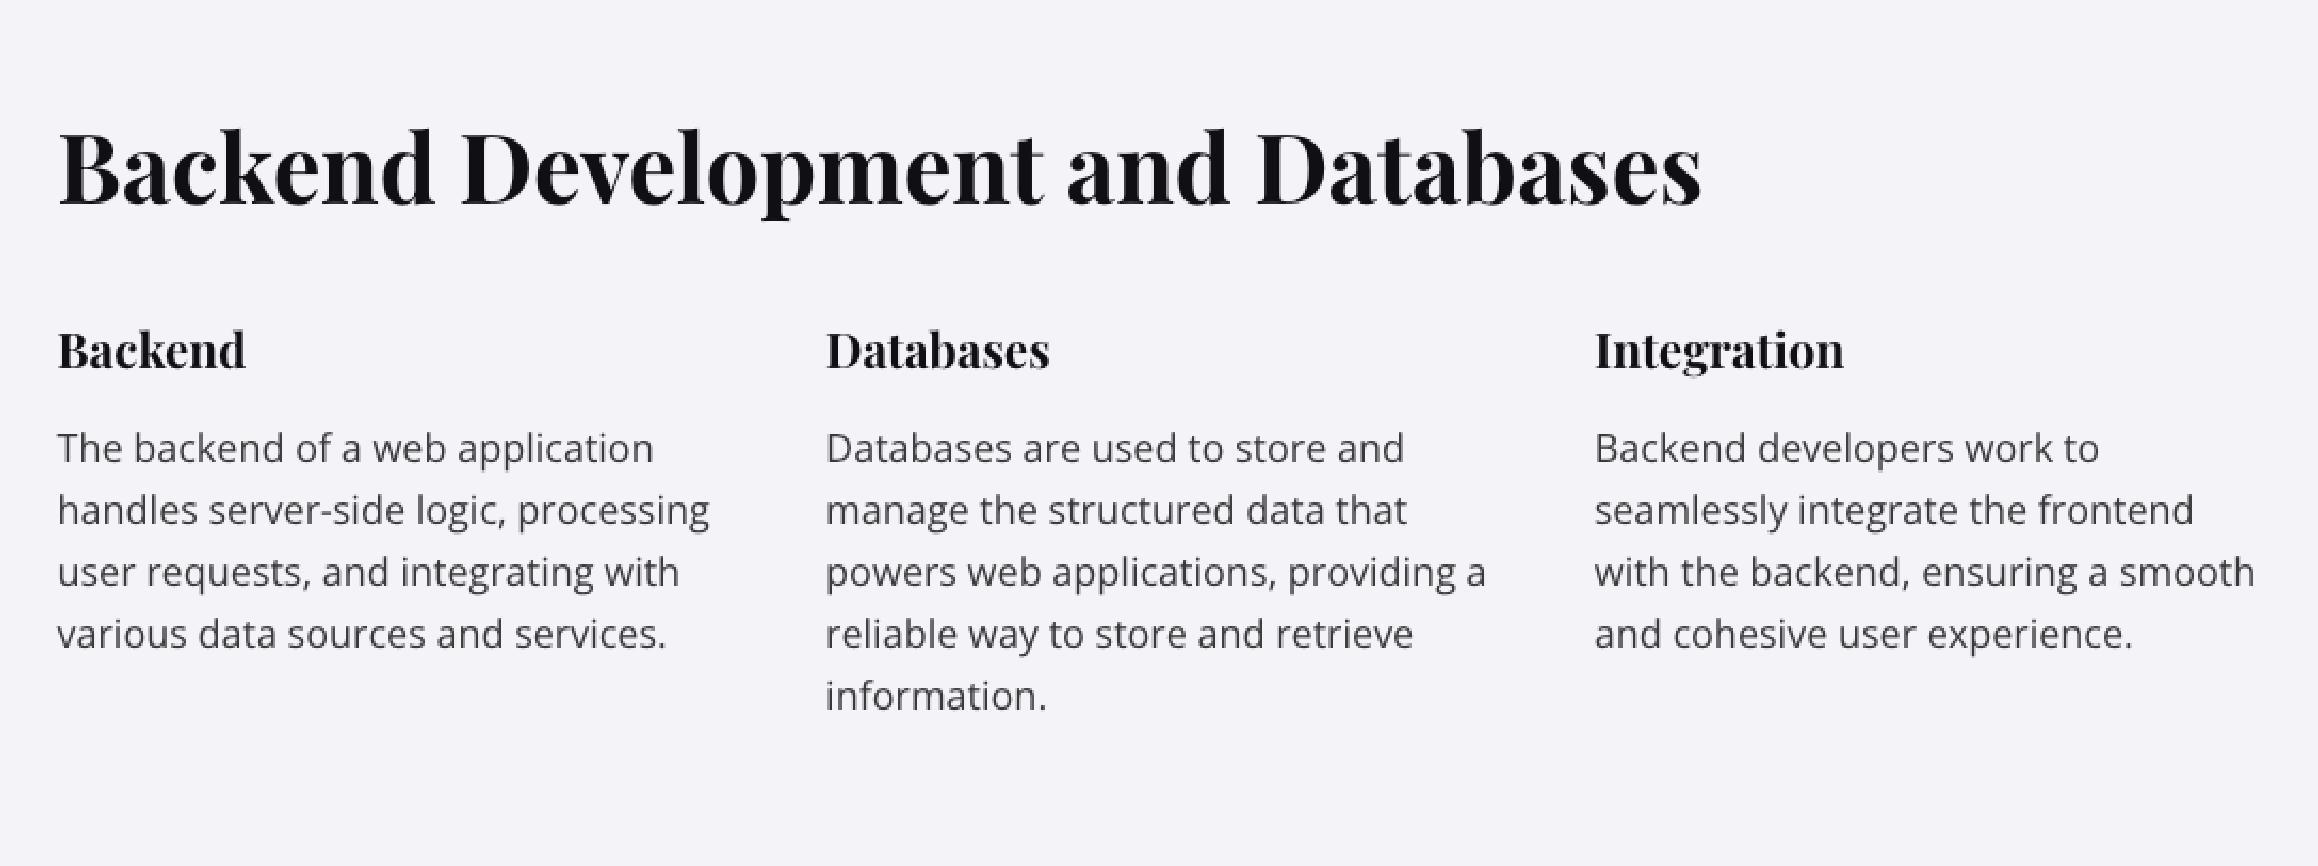 Backend Development and Databases
Backend
The backend of a web application
handles server-side logic, processing
user requests, and integrating with
various data sources and services.
Databases
Databases are used to store and
manage the structured data that
powers web applications, providing a
reliable way to store and retrieve
information.
Integration
Backend developers work to
seamlessly integrate the frontend
with the backend, ensuring a smooth
and cohesive user experience.